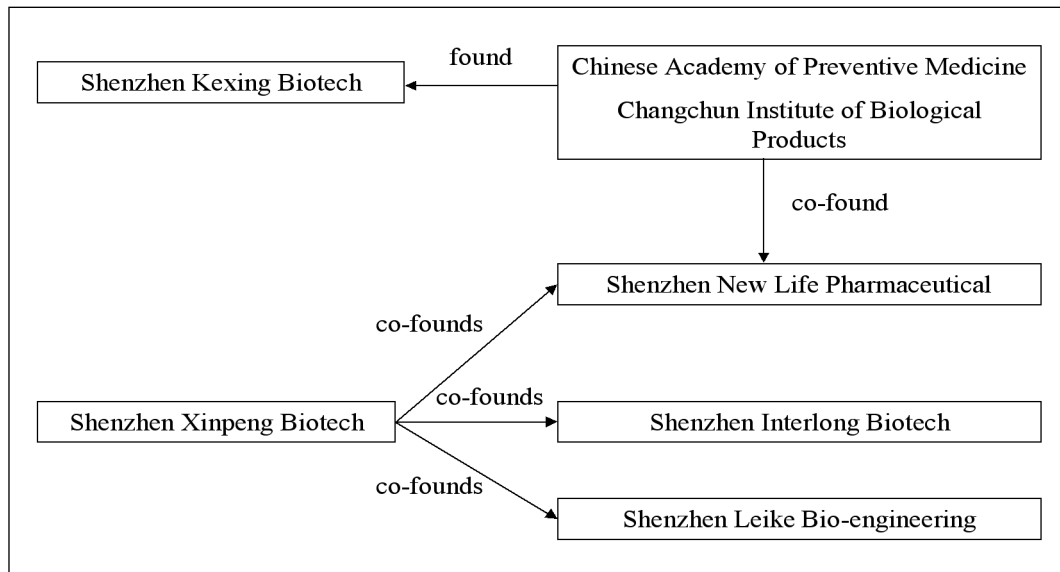 found
Shenzhen Kexing Biotech
Chinese Academy of Preventive Medicine
Changchun Institute of Biological
Products
co-found
Shenzhen New Life Pharmaceutical
co-founds
Shenzhen Xinpeng Biotech
co-founds
Shenzhen Interlong Biotech
co-founds
Shenzhen Leike Bio-engineering